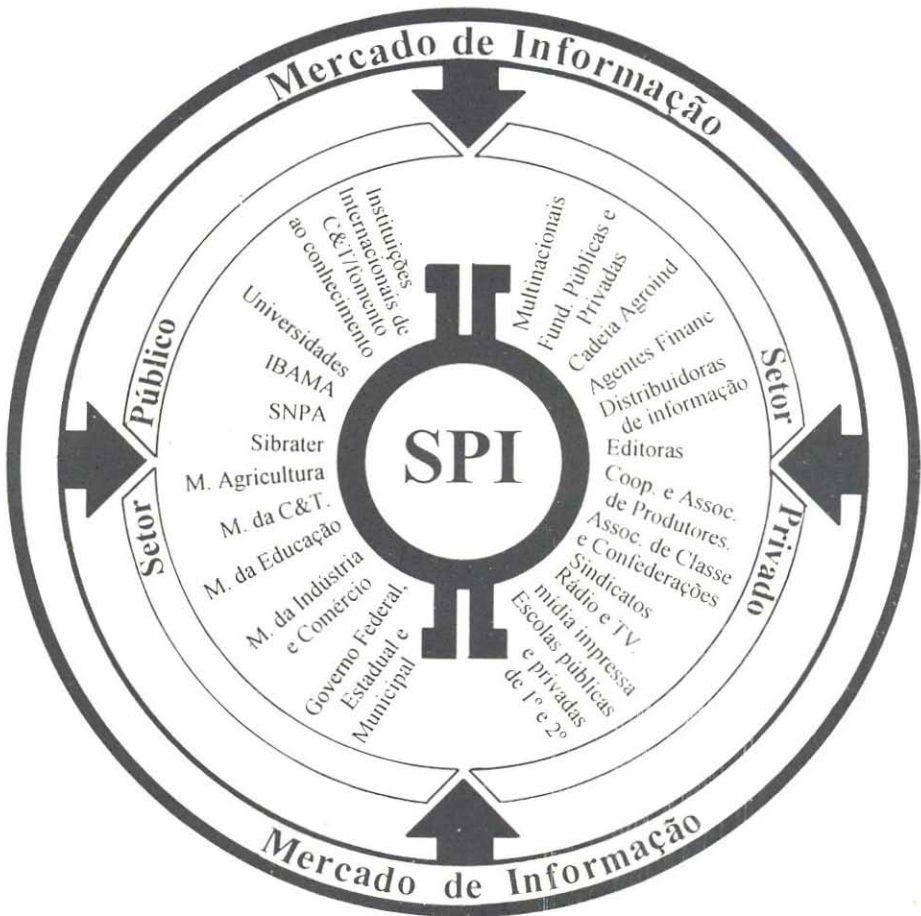 Mercado de Informação
Setor Público
Instituições
Internacionais de
C&T/fomento
ao conhecimento
Universidades
IBAMA
SNPA
Sibrater
M. Agricultura
M. da C&T.
M. da Educação
M. da Indústria
e Comércio
Governo Federal,
Estadual e
Municipal
SPI
Setor Privado
Multinacionais
Fund. Públicas e
Privadas
Cadeia Agroind
Agentes Financ
Distribuidoras
de informação
Editoras
Coop. e Assoc.
de Produtores.
Assoc. de Classe
e Confederações
Sindicatos
Rádio e TV.
mídia impressa
Escolas públicas
e privadas
de 1º e 2º
Mercado de Informação